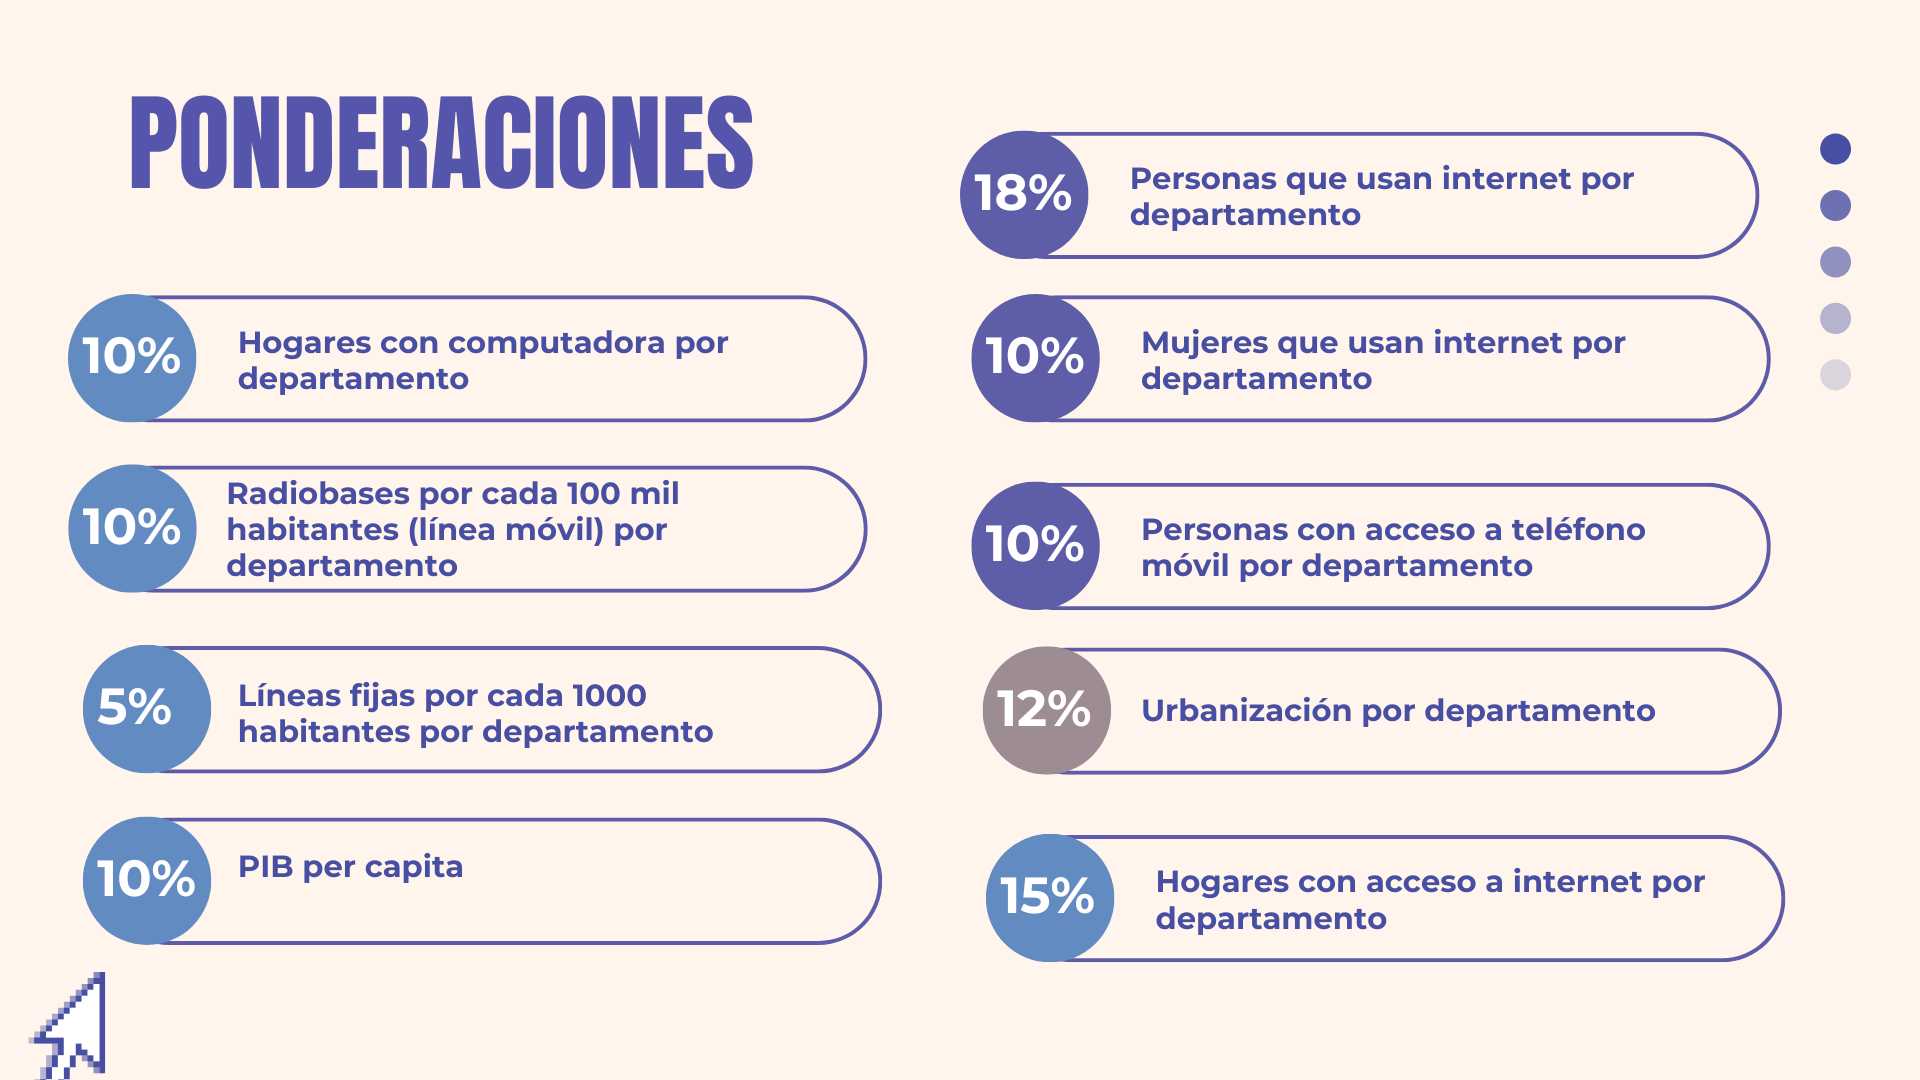 PONDERACIONES
10%
Hogares con computadora por
departamento
10%
Radiobases por cada 100 mil
habitantes (línea móvil) por
departamento
5%
Líneas fijas por cada 1000
habitantes por departamento
10%
PIB per capita
18%
Personas que usan internet por
departamento
10%
Mujeres que usan internet por
departamento
10%
Personas con acceso a teléfono
móvil por departamento
12%
Urbanización por departamento
15%
Hogares con acceso a internet por
departamento